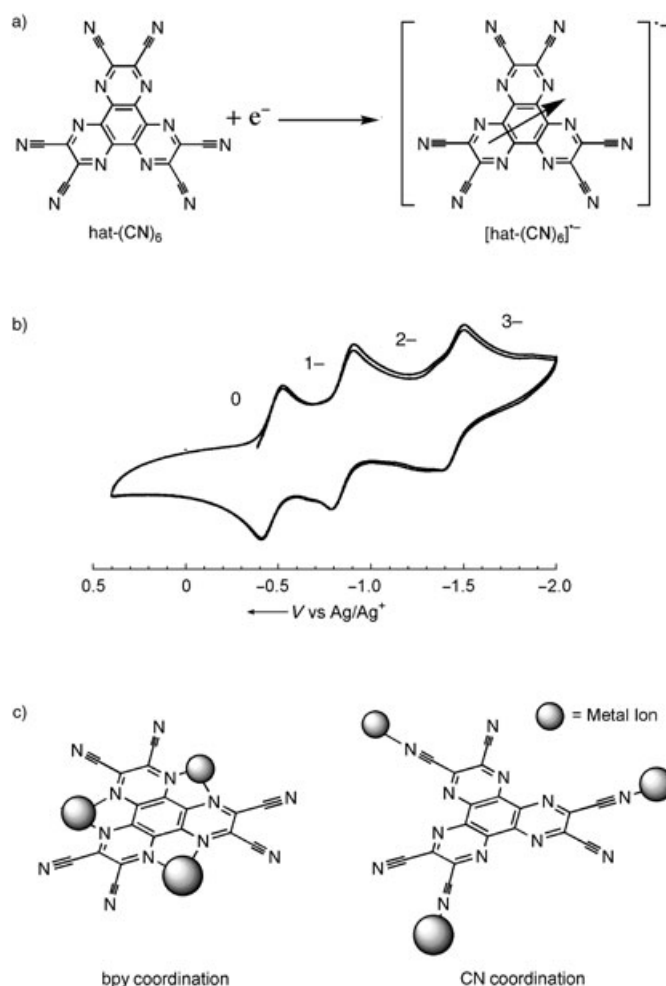 a)
N N N N
N N N N
+ e⁻
N N N N
N N N N
N N N N
•−
N N N N
N N N N
N N N N
hat-(CN)₆
[hat-(CN)₆]•−
b)
0
1–
2–
3–
0.5 0 −0.5 −1.0 −1.5 −2.0
V vs Ag/Ag⁺
c)
= Metal Ion
N N
N N N
N N N
N N
N N
bpy coordination
N N
N N N N
N N N
N N
N
CN coordination